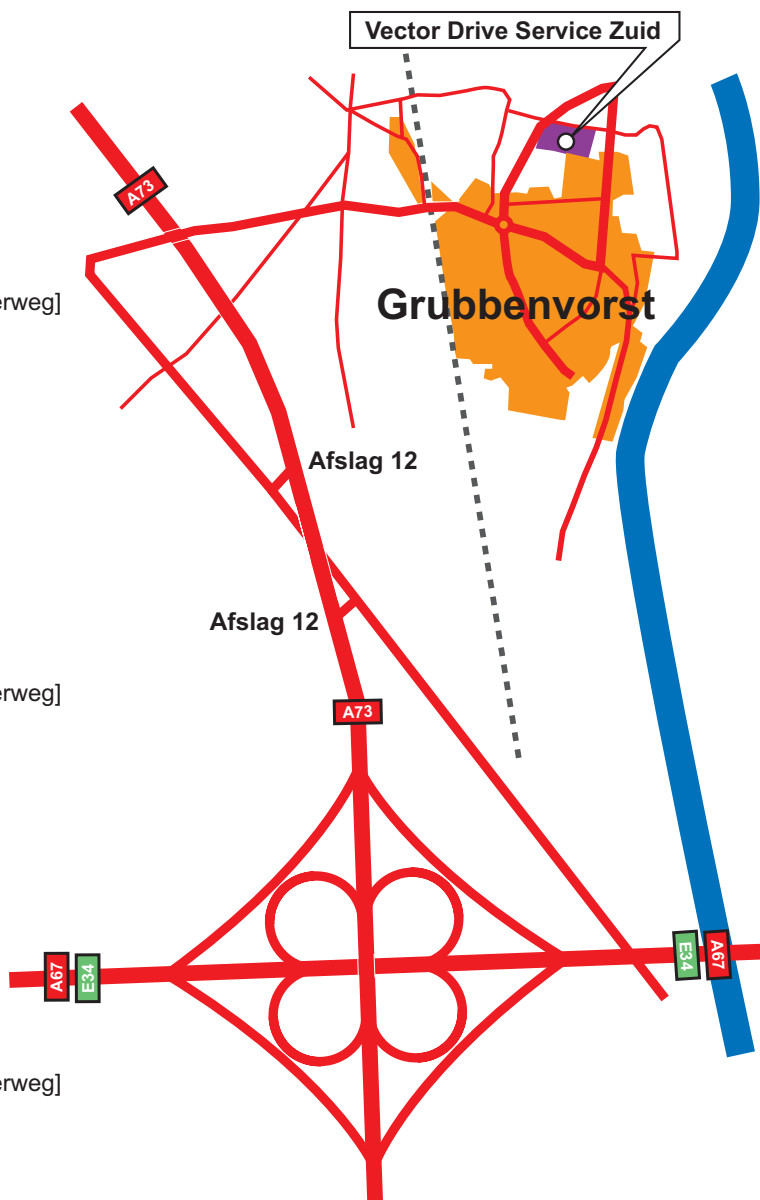 Vector Drive Service Zuid
A73
erweg]
Grubbenvorst
Afslag 12
Afslag 12
erweg]
A73
A67
E34
E34
A67
erweg]